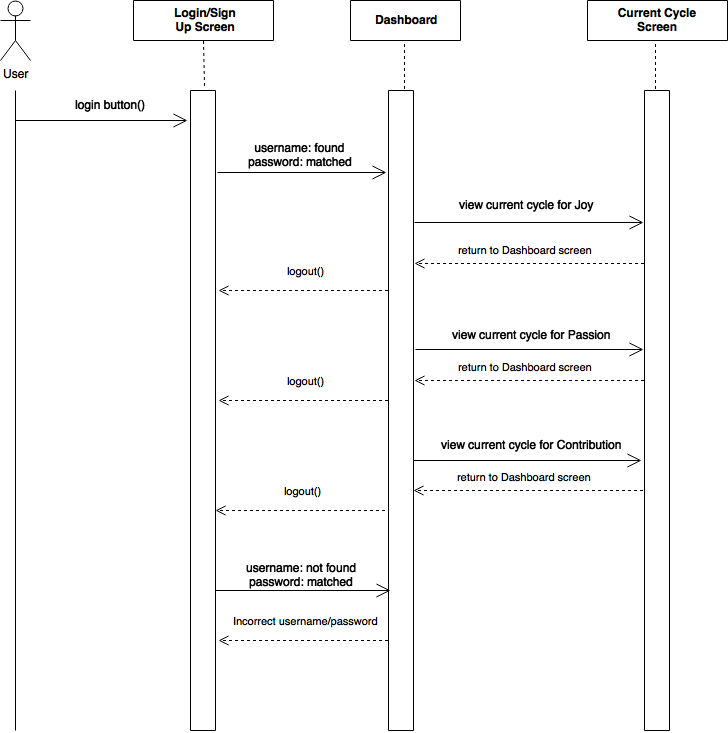 Login/Sign
Up Screen
Dashboard
Current Cycle
Screen
User
login button()
username: found
password: matched
view current cycle for Joy
return to Dashboard screen
logout()
view current cycle for Passion
return to Dashboard screen
logout()
view current cycle for Contribution
return to Dashboard screen
logout()
username: not found
password: matched
Incorrect username/password